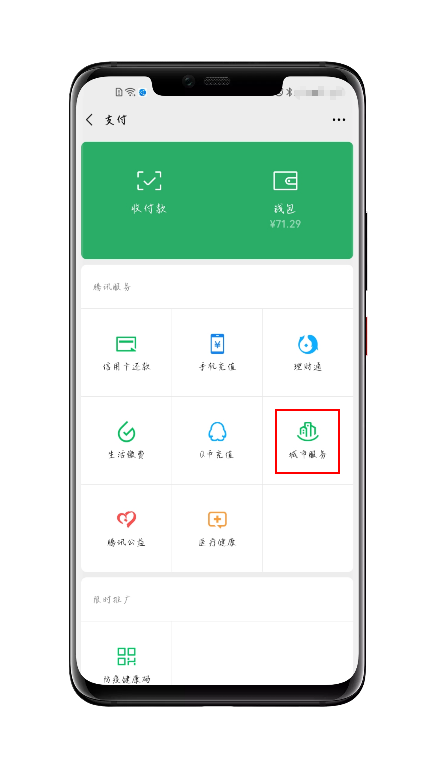 支付
收付款
钱包
¥71.29
腾讯服务
信用卡还款
手机充值
理财通
生活缴费
Q币充值
城市服务
腾讯公益
医疗健康
限时推广
防疫健康码